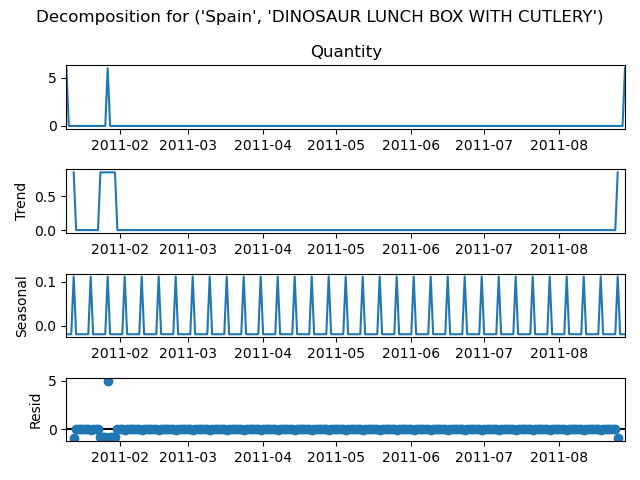 Decomposition for ('Spain', 'DINOSAUR LUNCH BOX WITH CUTLERY')
Quantity
5
0
2011-02 2011-03 2011-04 2011-05 2011-06 2011-07 2011-08
Trend
0.5
0.0
2011-02 2011-03 2011-04 2011-05 2011-06 2011-07 2011-08
Seasonal
0.1
0.0
2011-02 2011-03 2011-04 2011-05 2011-06 2011-07 2011-08
Resid
5
0
2011-02 2011-03 2011-04 2011-05 2011-06 2011-07 2011-08